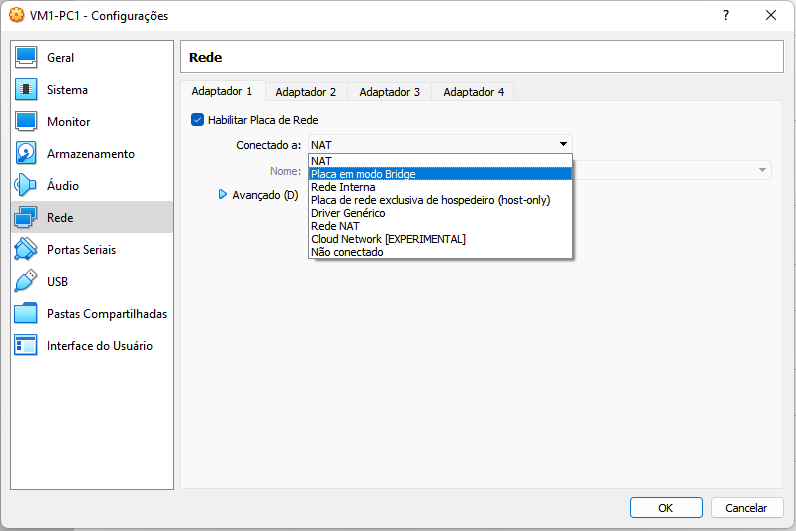 VM1-PC1 - Configurações
?
Geral
Sistema
Monitor
Armazenamento
Áudio
Rede
Portas Seriais
USB
Pastas Compartilhadas
Interface do Usuário
Rede
Adaptador 1 Adaptador 2 Adaptador 3 Adaptador 4
Habilitar Placa de Rede
Conectado a: NAT
Nome:
Avançado (D)
NAT
Placa em modo Bridge
Rede Interna
Placa de rede exclusiva de hospedeiro (host-only)
Driver Genérico
Rede NAT
Cloud Network [EXPERIMENTAL]
Não conectado
OK Cancelar